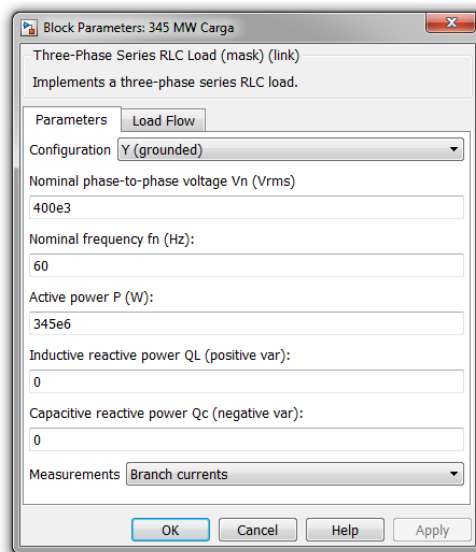 Block Parameters: 345 MW Carga
Three-Phase Series RLC Load (mask) (link)
Implements a three-phase series RLC load.
Parameters Load Flow
Configuration Y (grounded)
Nominal phase-to-phase voltage Vn (Vrms)
400e3
Nominal frequency fn (Hz):
60
Active power P (W):
345e6
Inductive reactive power QL (positive var):
0
Capacitive reactive power Qc (negative var):
0
Measurements Branch currents
OK Cancel Help Apply